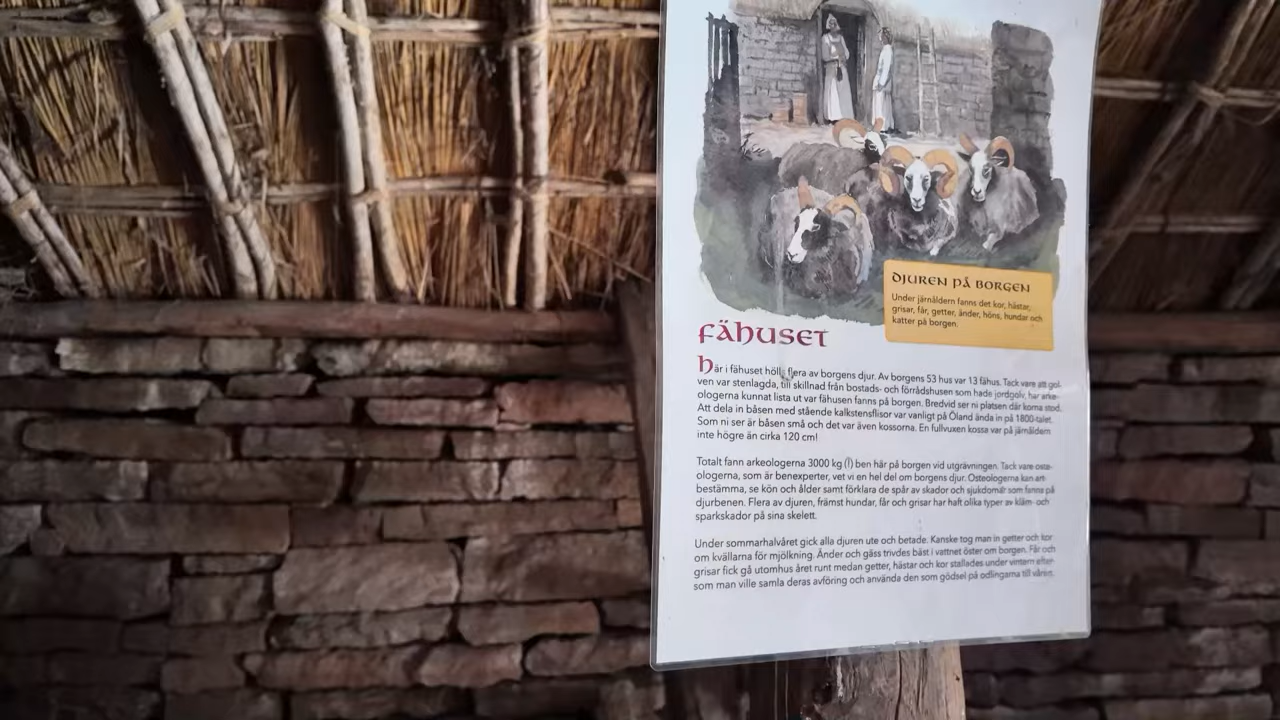 DJUREN PÅ BORGEN
Under järnåldern fanns det kor, hästar,
grisar, får, getter, änder, höns, hundar och
katter på borgen.
FÄHUSET
Här i fähuset höll flera av borgens djur. Av borgens 53 hus var 13 fähus. Tack vare att gol-
ven var stenlagda, till skillnad från bostads- och förrådshusen som hade jordgolv, har arke-
ologerna kunnat lista ut var fähusen fanns på borgen. Bredvid ser ni platsen där korna stod.
Att dela in båsen med stående kalkstensflisor var vanligt på Öland ända in på 1800-talet.
Som ni ser är båsen små och det var även kossorna. En fullvuxen kossa var på järnåldern
inte högre än cirka 120 cm!
Totalt fann arkeologerna 3000 kg (!) ben här på borgen vid utgrävningen. Tack vare oste-
ologerna, som är benexperter, vet vi en hel del om borgens djur. Osteologerna kan art-
bestämma, se kön och ålder samt förklara de spår av skador och sjukdomar som fanns på
djurbenen. Flera av djuren, främst hundar, får och grisar har haft olika typer av kläm- och
sparkskador på sina skelett.
Under sommarhalvåret gick alla djuren ute och betade. Kanske tog man in getter och kor
om kvällarna för mjölkning. Änder och gäss trivdes bäst i vattnet öster om borgen. Får och
grisar fick gå utomhus året runt medan getter, hästar och kor stallades under vintern efter-
som man ville samla deras avföring och använda den som gödsel på odlingarna till våren.